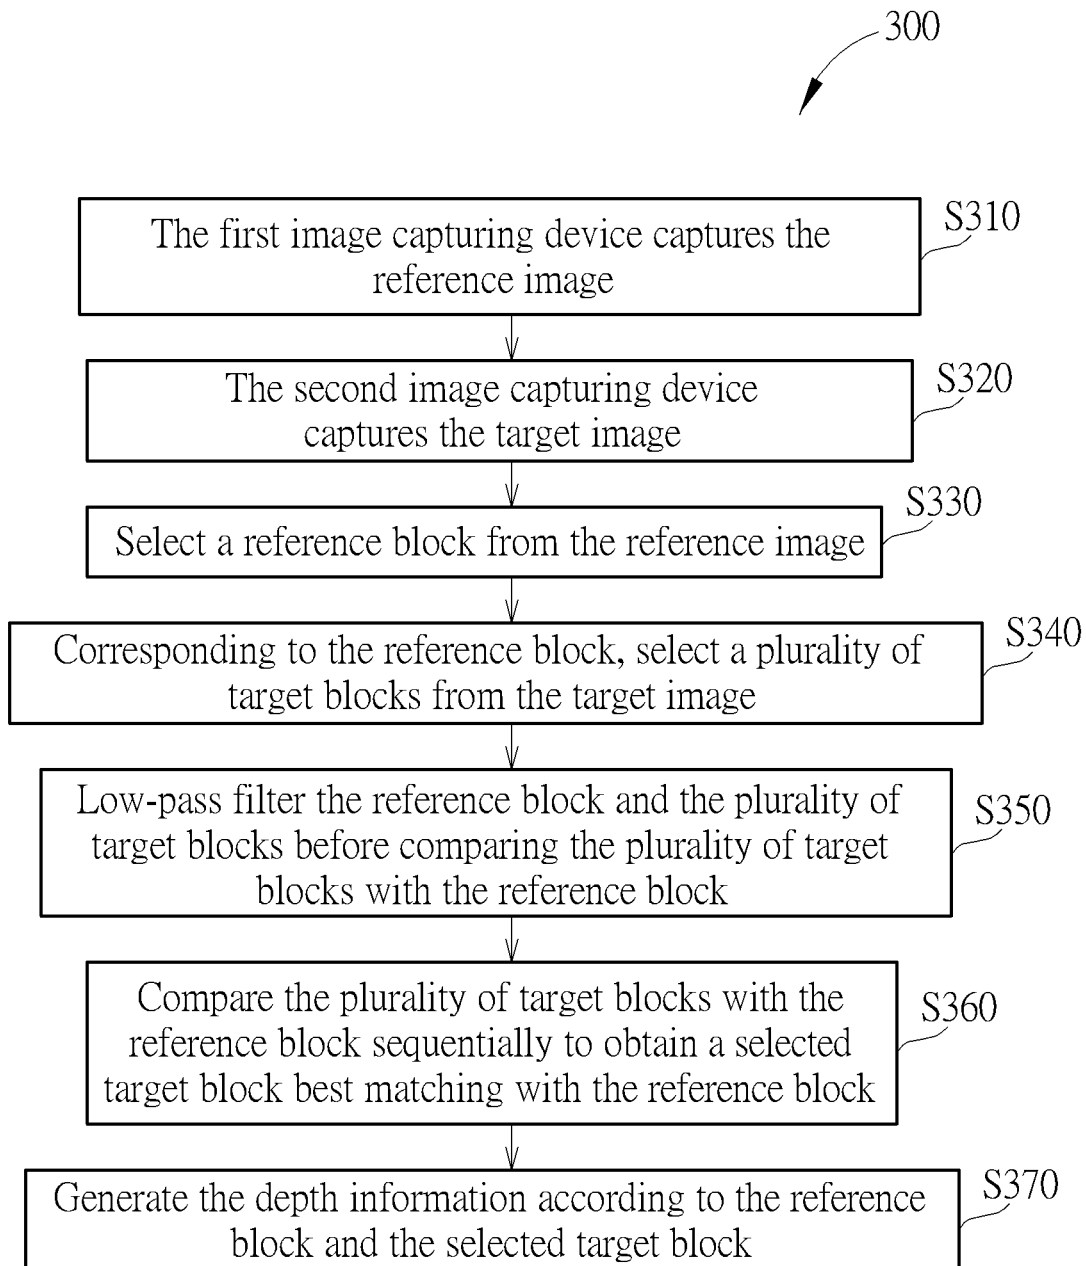 300
S310
The first image capturing device captures the
reference image
S320
The second image capturing device
captures the target image
S330
Select a reference block from the reference image
S340
Corresponding to the reference block, select a plurality of
target blocks from the target image
S350
Low-pass filter the reference block and the plurality of
target blocks before comparing the plurality of target
blocks with the reference block
S360
Compare the plurality of target blocks with the
reference block sequentially to obtain a selected
target block best matching with the reference block
S370
Generate the depth information according to the reference
block and the selected target block